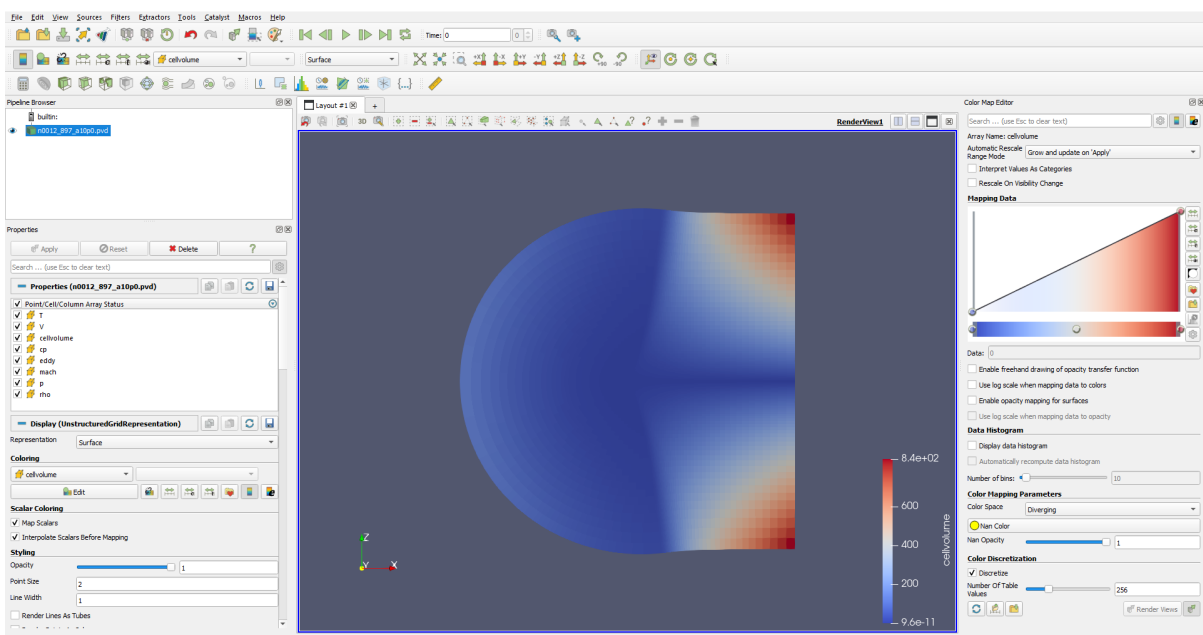 File Edit View Sources Filters Extractors Tools Catalyst Macros Help
Time: 0 0
cellvolume Surface
Pipeline Browser
builtin:
n0012_897_a10p0.pvd
Properties
Apply Reset Delete ?
Search ... (use Esc to clear text)
Properties (n0012_897_a10p0.pvd)
Point/Cell/Column Array Status
T
V
cellvolume
cp
eddy
mach
p
rho
Display (UnstructuredGridRepresentation)
Representation Surface
Coloring
cellvolume
Edit
Scalar Coloring
Map Scalars
Interpolate Scalars Before Mapping
Styling
Opacity 1
Point Size 2
Line Width 1
Render Lines As Tubes
Layout #1 +
3D RenderView1
Z
Y X
8.4e+02
600
400
200
9.6e-11
cellvolume
Color Map Editor
Search ... (use Esc to clear text)
Array Name: cellvolume
Automatic Rescale Range Mode Grow and update on 'Apply'
Interpret Values As Categories
Rescale On Visibility Change
Mapping Data
Data: 0
Enable freehand drawing of opacity transfer function
Use log scale when mapping data to colors
Enable opacity mapping for surfaces
Use log scale when mapping data to opacity
Data Histogram
Display data histogram
Automatically recompute data histogram
Number of bins: 10
Color Mapping Parameters
Color Space Diverging
Nan Color
Nan Opacity 1
Color Discretization
Discretize
Number Of Table Values 256
Render Views